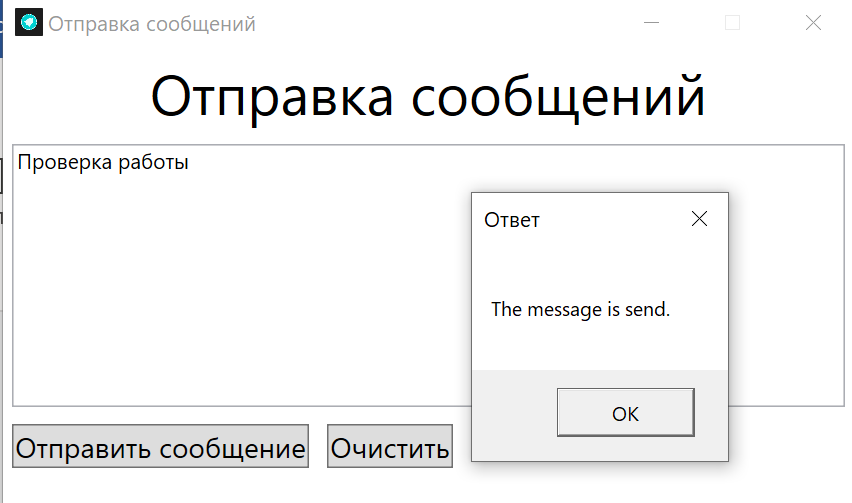 Отправка сообщений
Отправка сообщений
Проверка работы
Ответ
The message is send.
OK
Отправить сообщение
Очистить